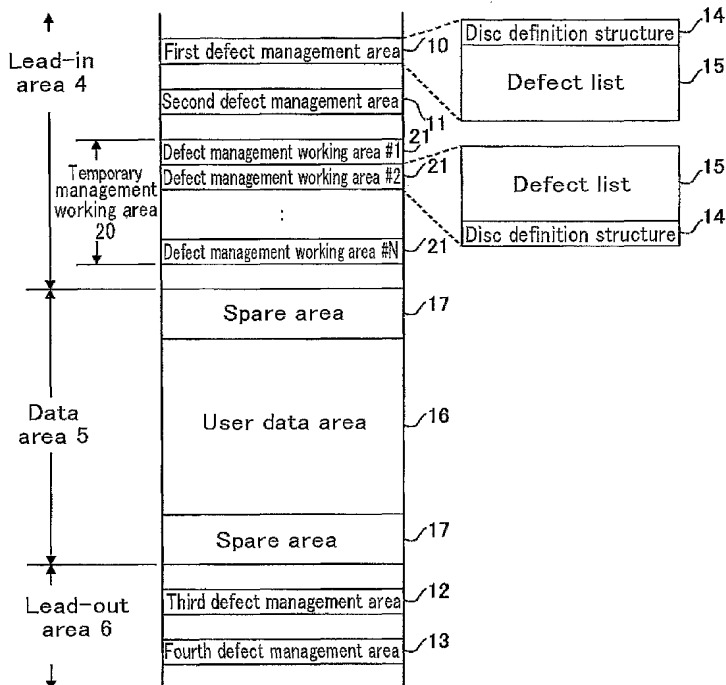 14
Disc definition structure
15
Defect list
Lead-in
area 4
First defect management area
10
Second defect management area
11
Temporary
management
working area
20
Defect management working area #1
21
Defect management working area #2
21
:
Defect management working area #N
21
Defect list
15
Disc definition structure
14
Data
area 5
Spare area
17
User data area
16
Spare area
17
Lead-out
area 6
Third defect management area
12
Fourth defect management area
13